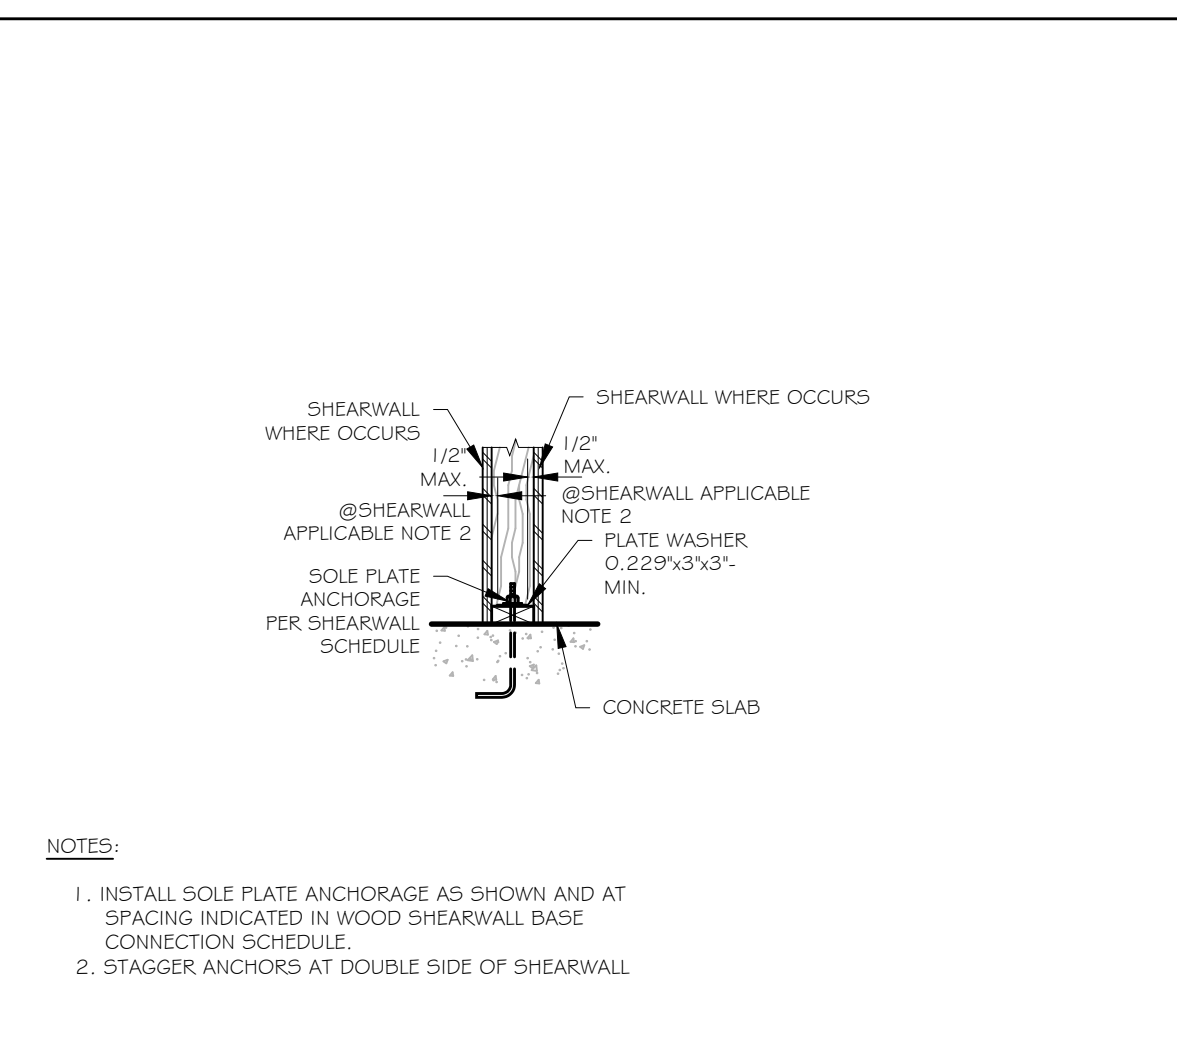 SHEARWALL
WHERE OCCURS
SHEARWALL WHERE OCCURS
1/2"
MAX.
1/2"
MAX.
@SHEARWALL
APPLICABLE NOTE 2
@SHEARWALL APPLICABLE
NOTE 2
PLATE WASHER
0.229"x3"x3"-
MIN.
SOLE PLATE
ANCHORAGE
PER SHEARWALL
SCHEDULE
CONCRETE SLAB
NOTES:
1. INSTALL SOLE PLATE ANCHORAGE AS SHOWN AND AT
SPACING INDICATED IN WOOD SHEARWALL BASE
CONNECTION SCHEDULE.
2. STAGGER ANCHORS AT DOUBLE SIDE OF SHEARWALL